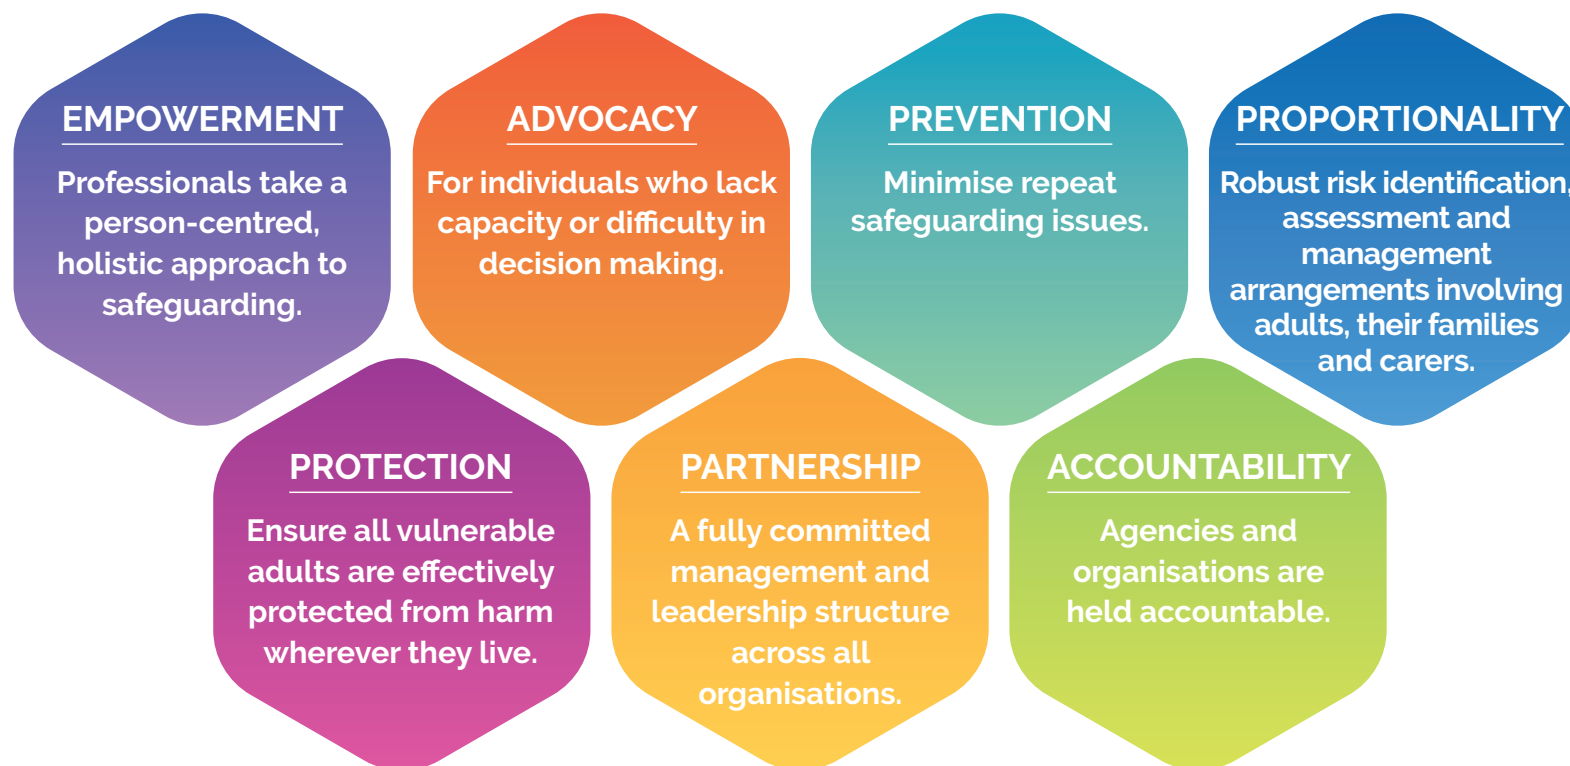 EMPOWERMENT
Professionals take a
person-centred,
holistic approach to
safeguarding.
ADVOCACY
For individuals who lack
capacity or difficulty in
decision making.
PREVENTION
Minimise repeat
safeguarding issues.
PROPORTIONALITY
Robust risk identification,
assessment and
management
arrangements involving
adults, their families
and carers.
PROTECTION
Ensure all vulnerable
adults are effectively
protected from harm
wherever they live.
PARTNERSHIP
A fully committed
management and
leadership structure
across all
organisations.
ACCOUNTABILITY
Agencies and
organisations are
held accountable.